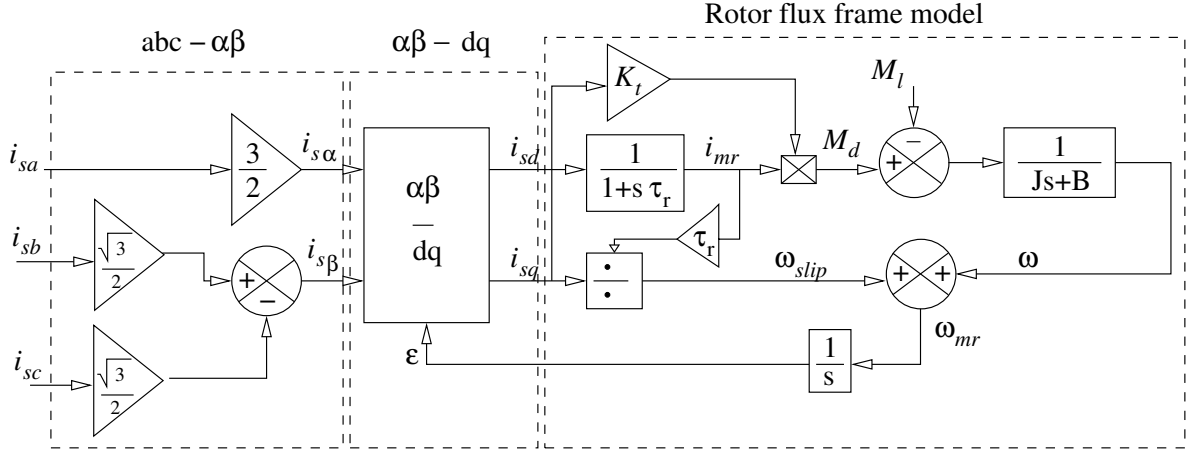 Rotor flux frame model
abc – αβ
αβ – dq
K_t
M_l
i_sa
3/2
i_sα
αβ
–
dq
i_sd
1/(1+s τ_r)
i_mr
M_d
+
−
1/(Js+B)
i_sb
√3/2
+
−
i_sβ
i_sq
÷
τ_r
ω_slip
+
+
ω
ω_mr
i_sc
√3/2
ε
1/s